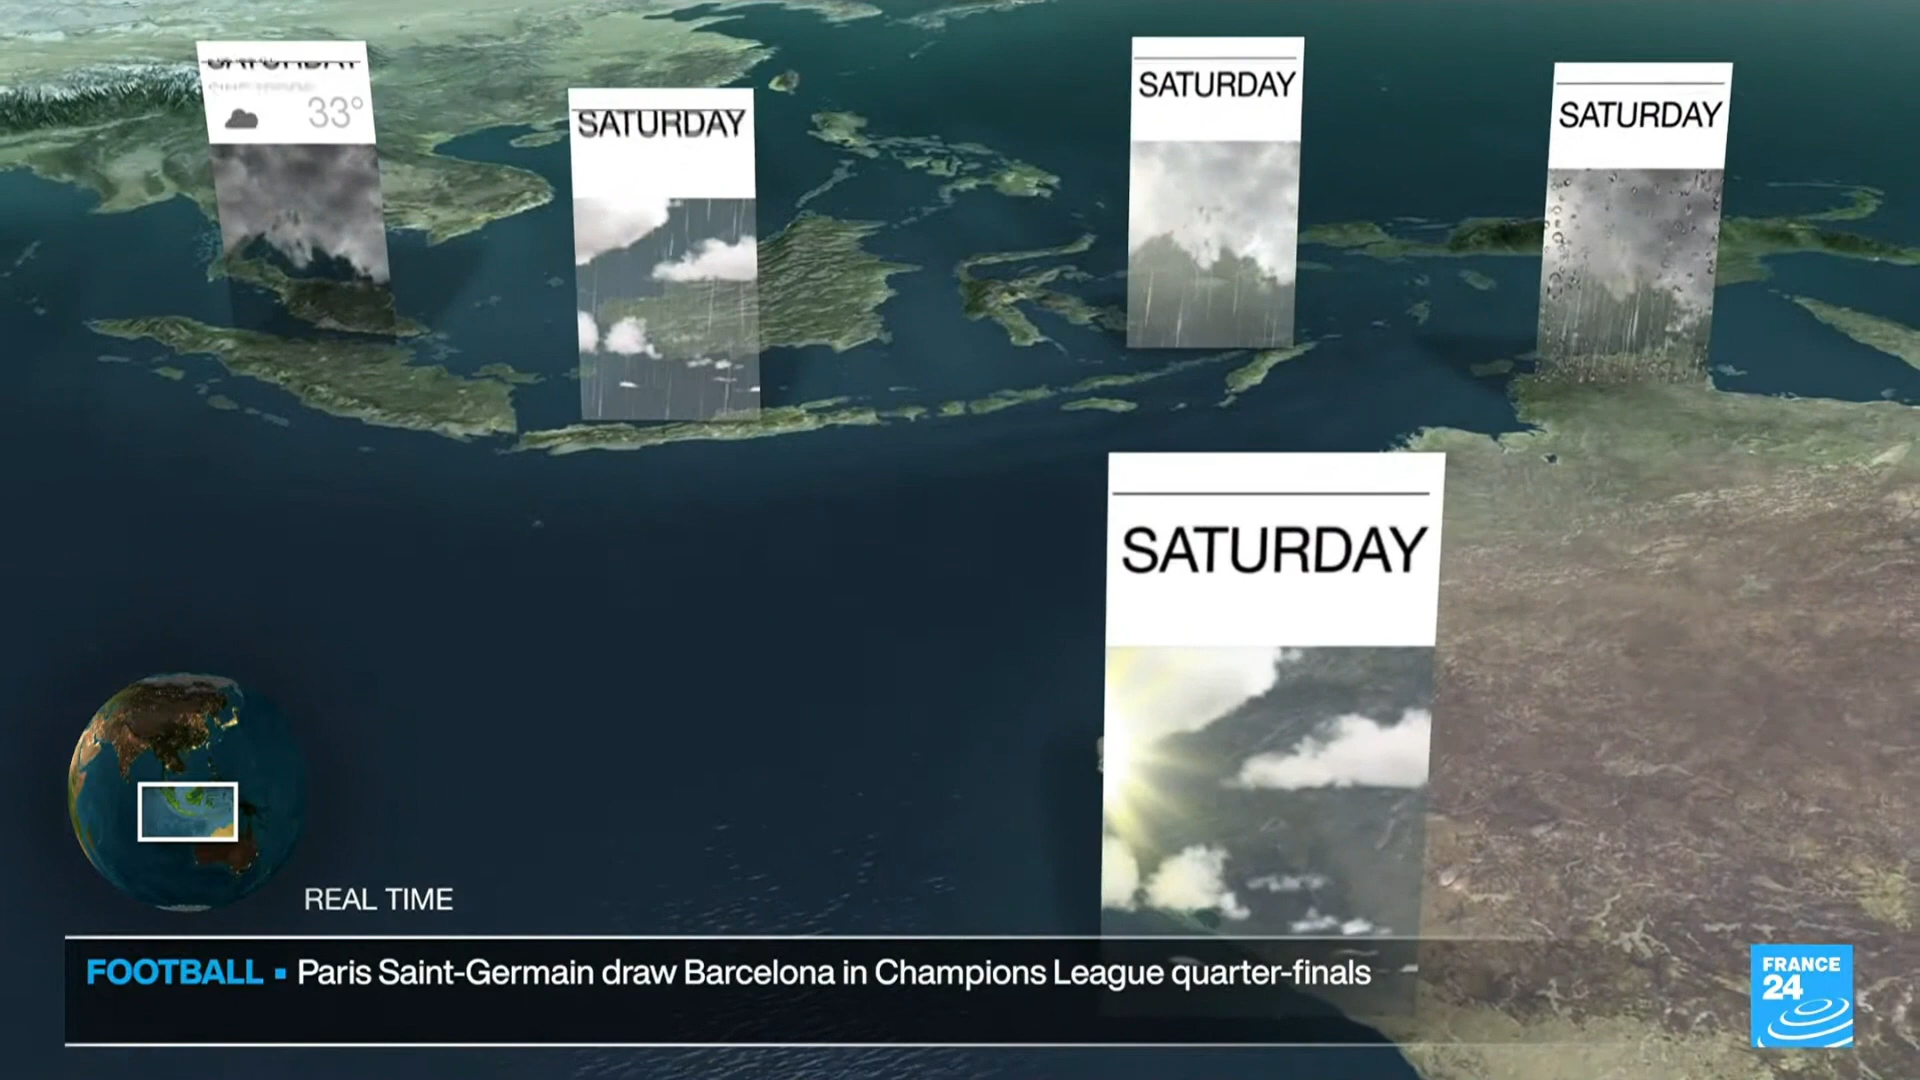 SATURDAY
33°
SATURDAY
SATURDAY
SATURDAY
SATURDAY
REAL TIME
FOOTBALL ▪ Paris Saint-Germain draw Barcelona in Champions League quarter-finals
FRANCE
24